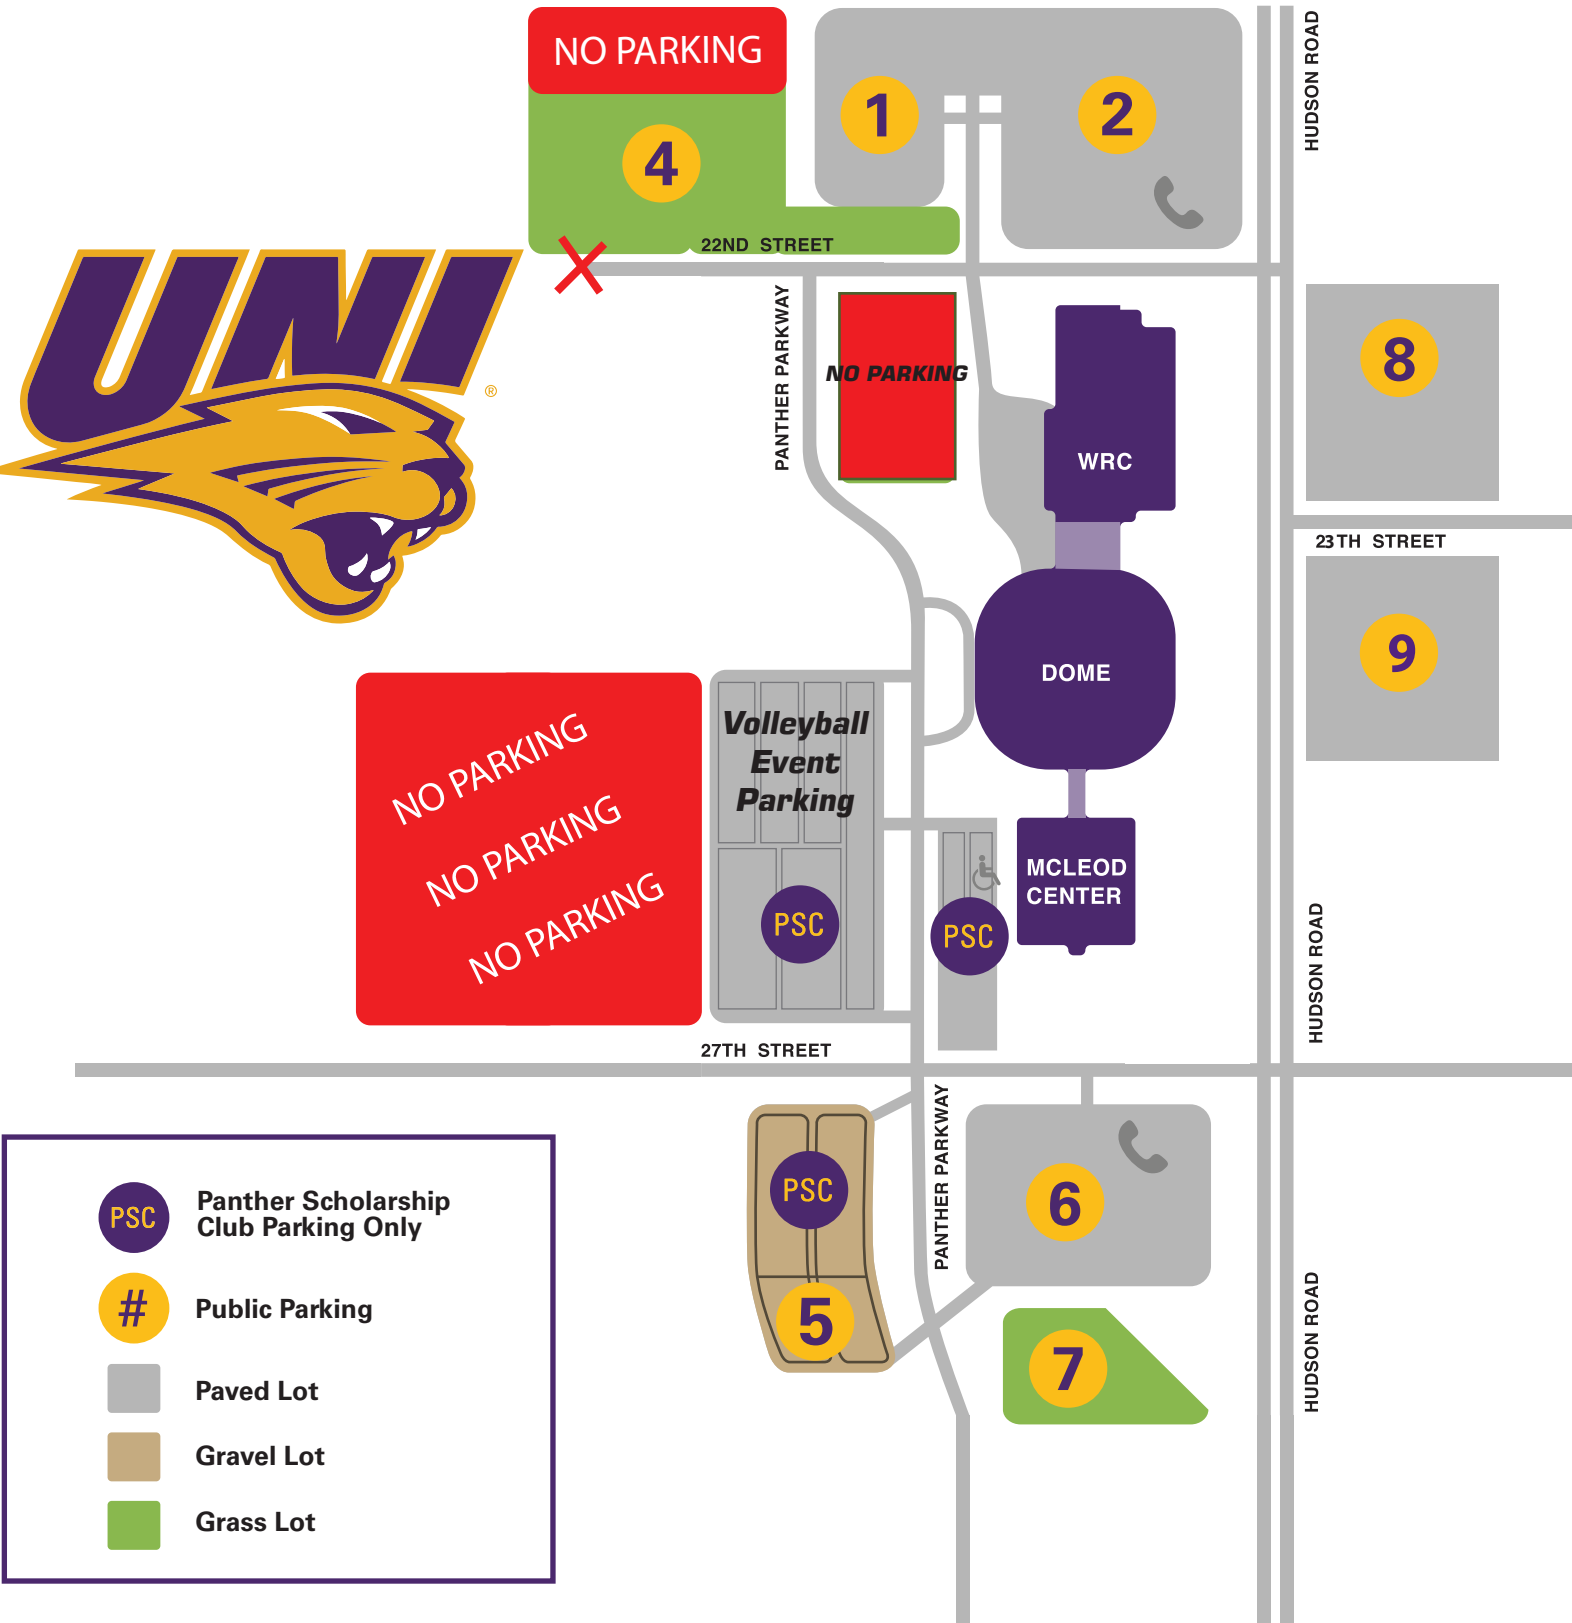 NO PARKING
1
2
4
HUDSON ROAD
22ND STREET
UNI
®
PANTHER PARKWAY
NO PARKING
WRC
8
23TH STREET
9
DOME
Volleyball
Event
Parking
NO PARKING
NO PARKING
NO PARKING
PSC
PSC
MCLEOD
CENTER
HUDSON ROAD
27TH STREET
PANTHER PARKWAY
PSC
5
6
7
HUDSON ROAD
PSC
Panther Scholarship
Club Parking Only
#
Public Parking
Paved Lot
Gravel Lot
Grass Lot